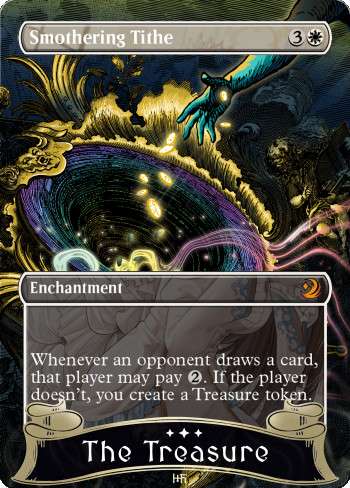 Smothering Tithe 3
Enchantment
Whenever an opponent draws a card,
that player may pay 2. If the player
doesn't, you create a Treasure token.
The Treasure